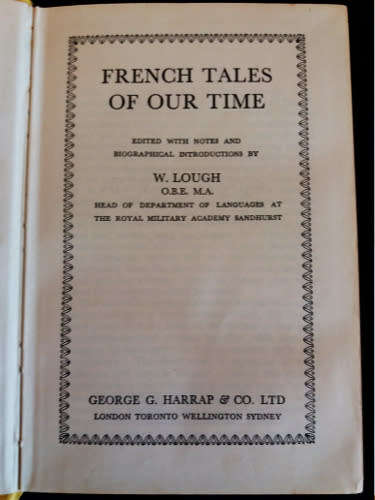 FRENCH TALES
OF OUR TIME
EDITED WITH NOTES AND
BIOGRAPHICAL INTRODUCTIONS BY
W. LOUGH
O.B.E. M.A.
HEAD OF DEPARTMENT OF LANGUAGES AT
THE ROYAL MILITARY ACADEMY SANDHURST
GEORGE G. HARRAP & CO. LTD
LONDON TORONTO WELLINGTON SYDNEY